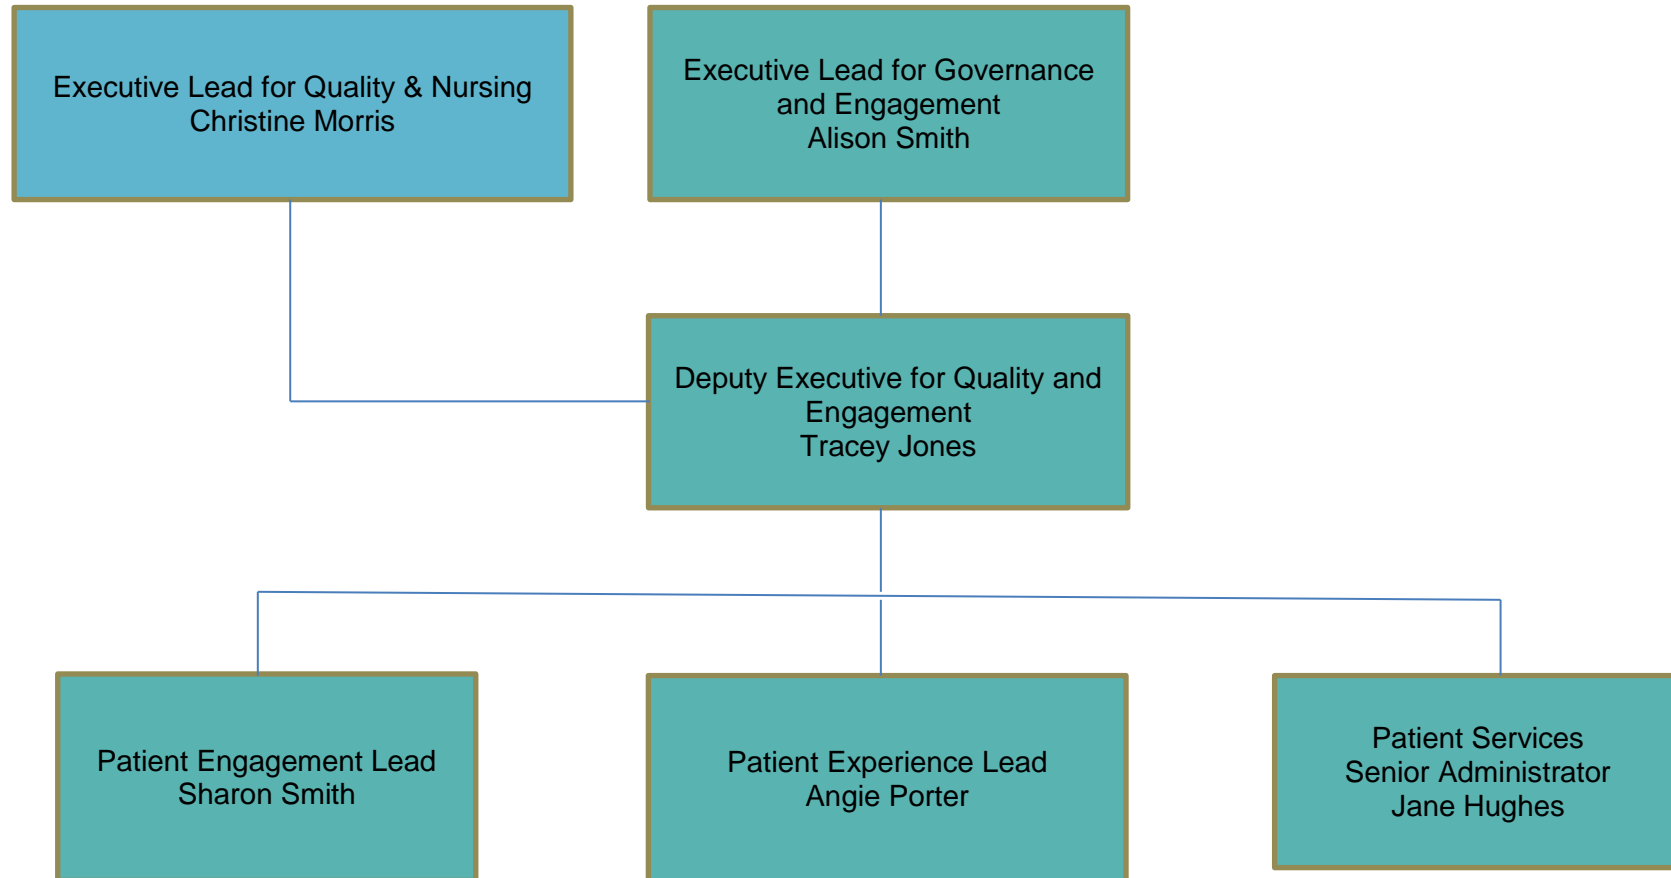 Executive Lead for Quality & Nursing
Christine Morris
Executive Lead for Governance
and Engagement
Alison Smith
Deputy Executive for Quality and
Engagement
Tracey Jones
Patient Engagement Lead
Sharon Smith
Patient Experience Lead
Angie Porter
Patient Services
Senior Administrator
Jane Hughes